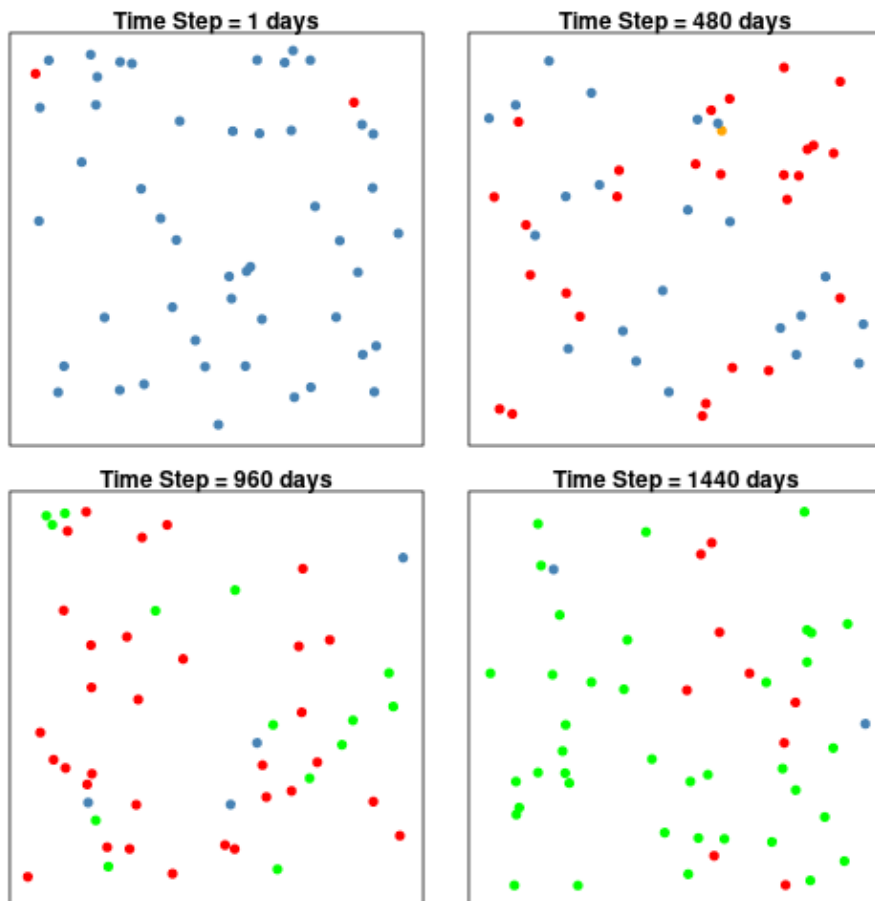 Time Step = 1 days
Time Step = 480 days
Time Step = 960 days
Time Step = 1440 days